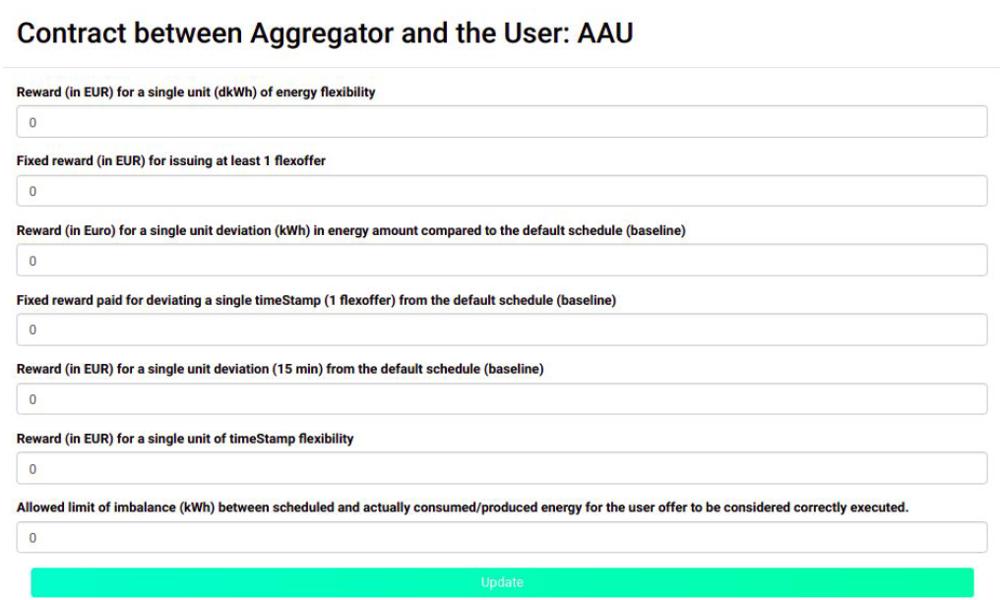 Contract between Aggregator and the User: AAU
Reward (in EUR) for a single unit (dkWh) of energy flexibility
0
Fixed reward (in EUR) for issuing at least 1 flexoffer
0
Reward (in Euro) for a single unit deviation (kWh) in energy amount compared to the default schedule (baseline)
0
Fixed reward paid for deviating a single timeStamp (1 flexoffer) from the default schedule (baseline)
0
Reward (in EUR) for a single unit deviation (15 min) from the default schedule (baseline)
0
Reward (in EUR) for a single unit of timeStamp flexibility
0
Allowed limit of imbalance (kWh) between scheduled and actually consumed/produced energy for the user offer to be considered correctly executed.
0
Update